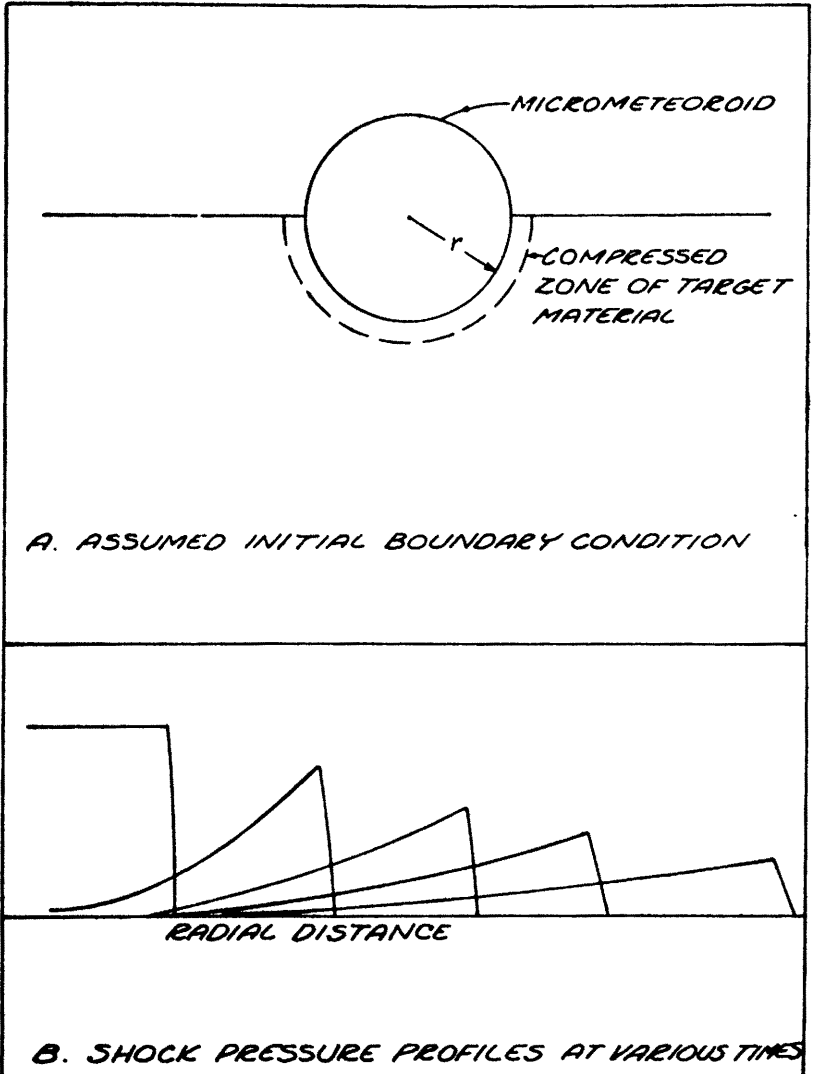 MICROMETEOROID
r
COMPRESSED
ZONE OF TARGET
MATERIAL
A. ASSUMED INITIAL BOUNDARY CONDITION
RADIAL DISTANCE
B. SHOCK PRESSURE PROFILES AT VARIOUS TIMES